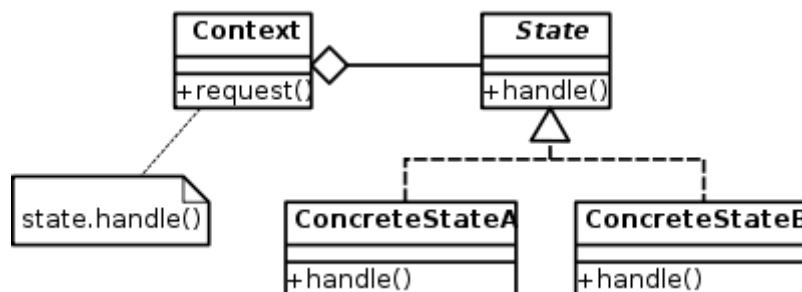 Context
+request()
State
+handle()
state.handle()
ConcreteStateA
+handle()
ConcreteStateB
+handle()